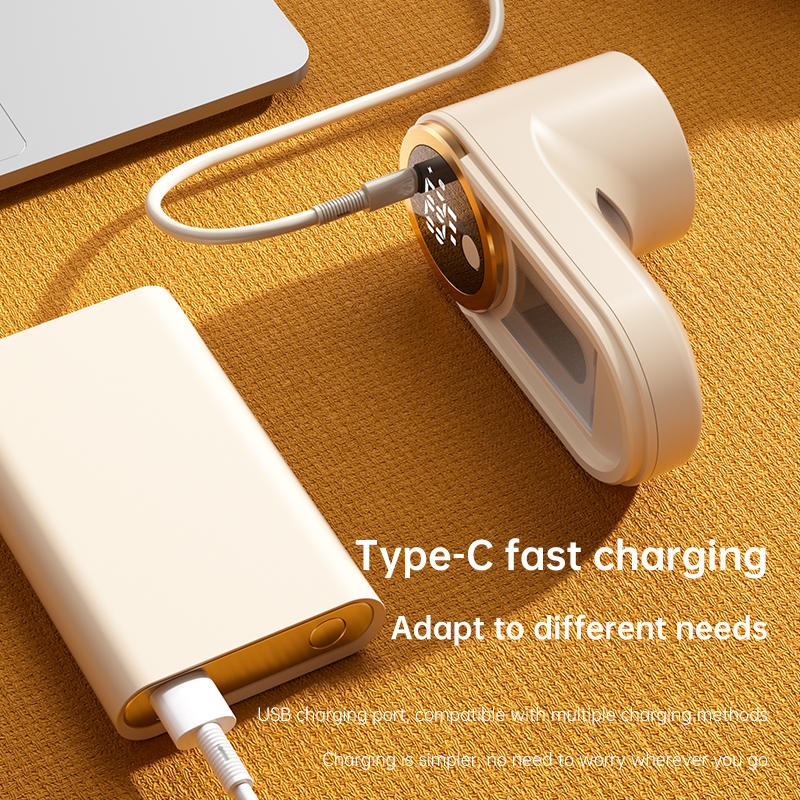 Type-C fast charging
Adapt to different needs
USB charging port, compatible with multiple charging methods
Charging is simpler, no need to worry wherever you go